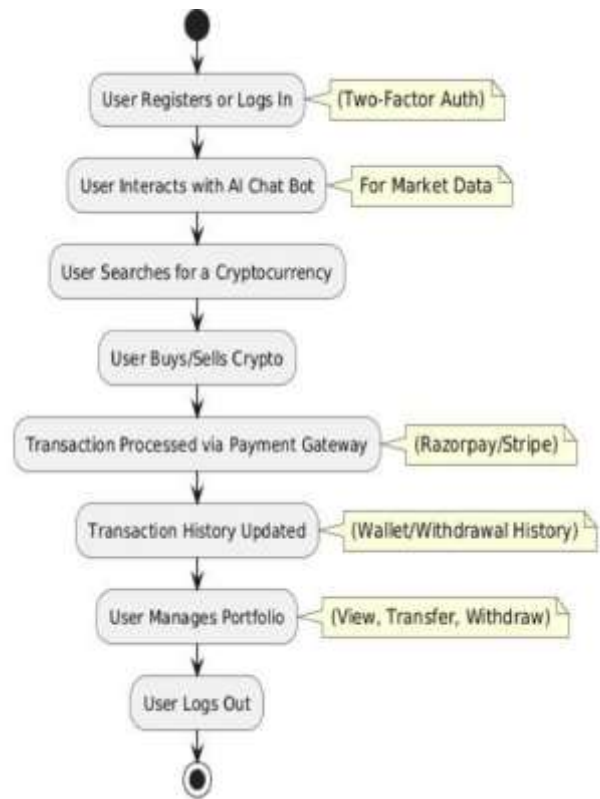 User Registers or Logs In
(Two-Factor Auth)
User Interacts with AI Chat Bot
For Market Data
User Searches for a Cryptocurrency
User Buys/Sells Crypto
Transaction Processed via Payment Gateway
(Razorpay/Stripe)
Transaction History Updated
(Wallet/Withdrawal History)
User Manages Portfolio
(View, Transfer, Withdraw)
User Logs Out